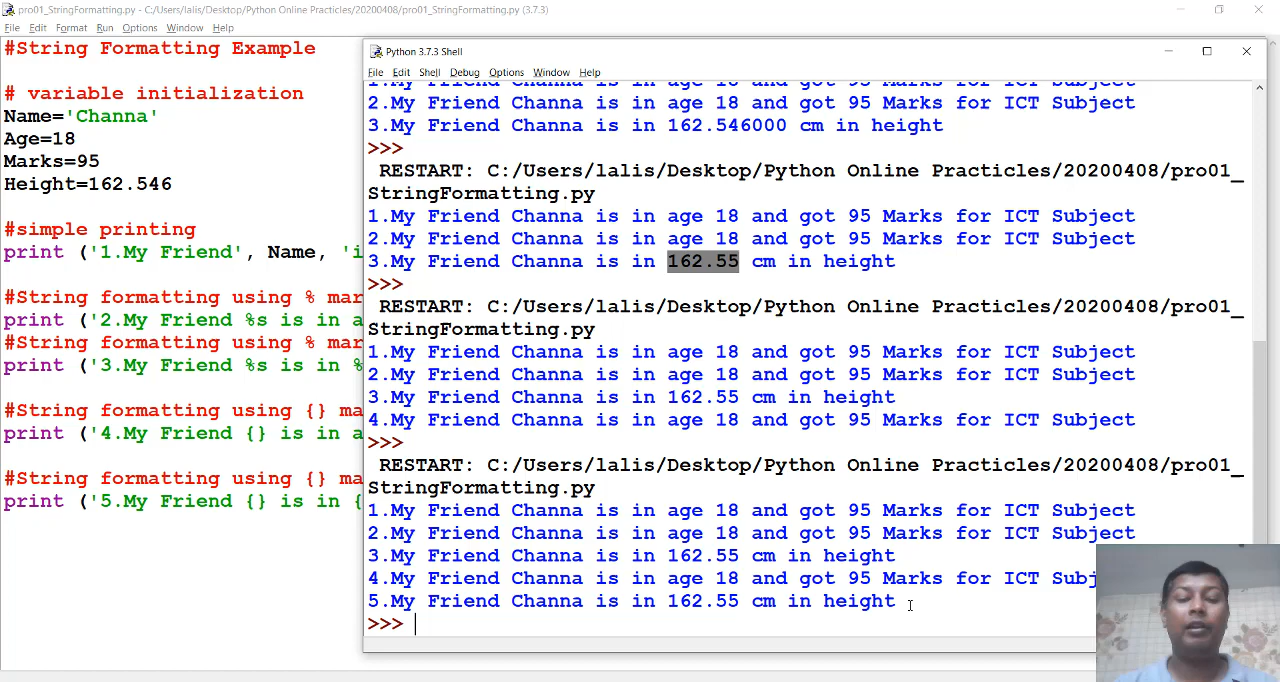 pro01_StringFormatting.py - C:/Users/lalis/Desktop/Python Online Practicles/20200408/pro01_StringFormatting.py (3.7.3)
File Edit Format Run Options Window Help
#String Formatting Example
# variable initialization
Name='Channa'
Age=18
Marks=95
Height=162.546
#simple printing
print ('1.My Friend', Name, 'i
#String formatting using % mar
print ('2.My Friend %s is in a
#String formatting using % mar
print ('3.My Friend %s is in %
#String formatting using {} ma
print ('4.My Friend {} is in a
#String formatting using {} ma
print ('5.My Friend {} is in {
Python 3.7.3 Shell
File Edit Shell Debug Options Window Help
1.My Friend Channa is in age 18 and got 95 Marks for ICT Subject
2.My Friend Channa is in age 18 and got 95 Marks for ICT Subject
3.My Friend Channa is in 162.546000 cm in height
>>>
RESTART: C:/Users/lalis/Desktop/Python Online Practicles/20200408/pro01_
StringFormatting.py
1.My Friend Channa is in age 18 and got 95 Marks for ICT Subject
2.My Friend Channa is in age 18 and got 95 Marks for ICT Subject
3.My Friend Channa is in 162.55 cm in height
>>>
RESTART: C:/Users/lalis/Desktop/Python Online Practicles/20200408/pro01_
StringFormatting.py
1.My Friend Channa is in age 18 and got 95 Marks for ICT Subject
2.My Friend Channa is in age 18 and got 95 Marks for ICT Subject
3.My Friend Channa is in 162.55 cm in height
4.My Friend Channa is in age 18 and got 95 Marks for ICT Subject
>>>
RESTART: C:/Users/lalis/Desktop/Python Online Practicles/20200408/pro01_
StringFormatting.py
1.My Friend Channa is in age 18 and got 95 Marks for ICT Subject
2.My Friend Channa is in age 18 and got 95 Marks for ICT Subject
3.My Friend Channa is in 162.55 cm in height
4.My Friend Channa is in age 18 and got 95 Marks for ICT Subj
5.My Friend Channa is in 162.55 cm in height
>>>